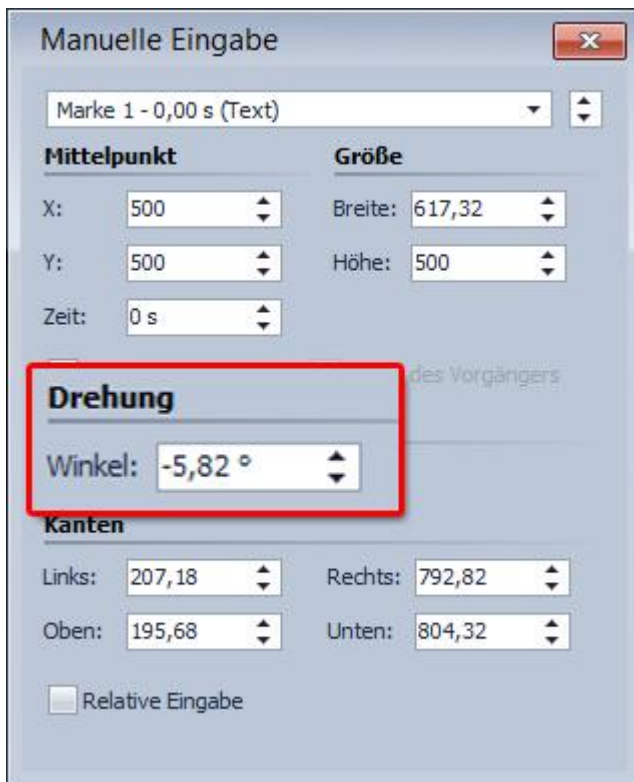 Manuelle Eingabe
Marke 1 - 0,00 s (Text)
Mittelpunkt Größe
X: 500 Breite: 617,32
Y: 500 Höhe: 500
Zeit: 0 s
des Vorgängers
Drehung
Winkel: -5,82 °
Kanten
Links: 207,18 Rechts: 792,82
Oben: 195,68 Unten: 804,32
Relative Eingabe